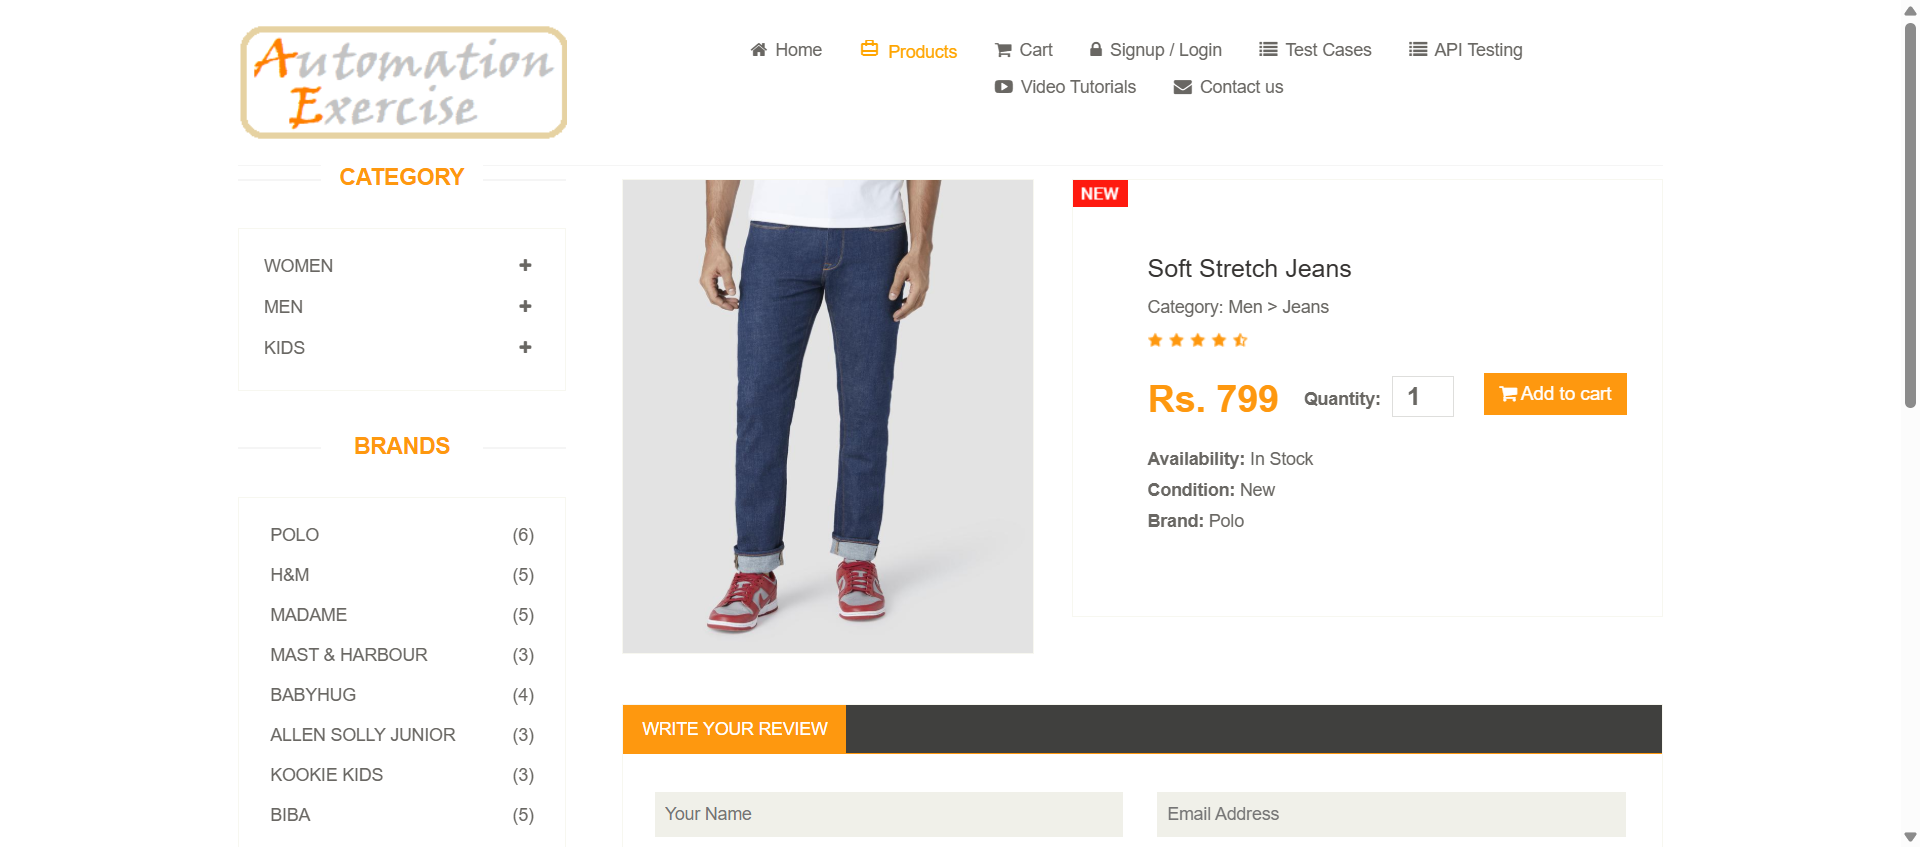 Automation
Exercise
Home
Products
Cart
Signup / Login
Test Cases
API Testing
Video Tutorials
Contact us
CATEGORY
WOMEN
MEN
KIDS
BRANDS
POLO (6)
H&M (5)
MADAME (5)
MAST & HARBOUR (3)
BABYHUG (4)
ALLEN SOLLY JUNIOR (3)
KOOKIE KIDS (3)
BIBA (5)
NEW
Soft Stretch Jeans
Category: Men > Jeans
Rs. 799 Quantity: 1 Add to cart
Availability: In Stock
Condition: New
Brand: Polo
WRITE YOUR REVIEW
Your Name
Email Address